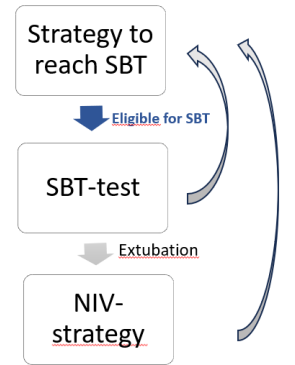 Strategy to
reach SBT
Eligible for SBT
SBT-test
Extubation
NIV-
strategy